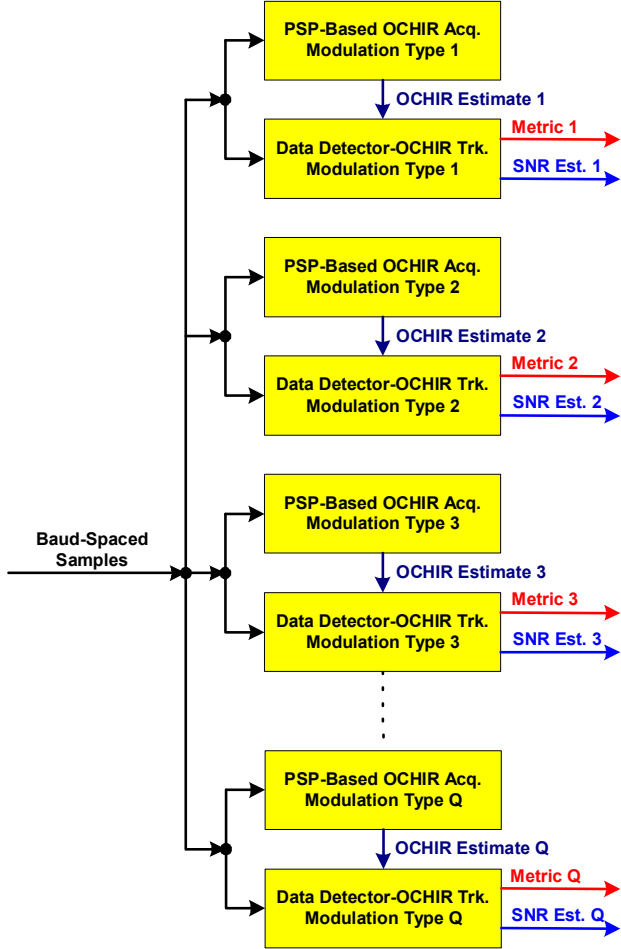 PSP-Based OCHIR Acq.
Modulation Type 1
OCHIR Estimate 1
Metric 1
Data Detector-OCHIR Trk.
Modulation Type 1
SNR Est. 1
PSP-Based OCHIR Acq.
Modulation Type 2
OCHIR Estimate 2
Metric 2
Data Detector-OCHIR Trk.
Modulation Type 2
SNR Est. 2
PSP-Based OCHIR Acq.
Modulation Type 3
Baud-Spaced
Samples
OCHIR Estimate 3
Metric 3
Data Detector-OCHIR Trk.
Modulation Type 3
SNR Est. 3
PSP-Based OCHIR Acq.
Modulation Type Q
OCHIR Estimate Q
Metric Q
Data Detector-OCHIR Trk.
Modulation Type Q
SNR Est. Q